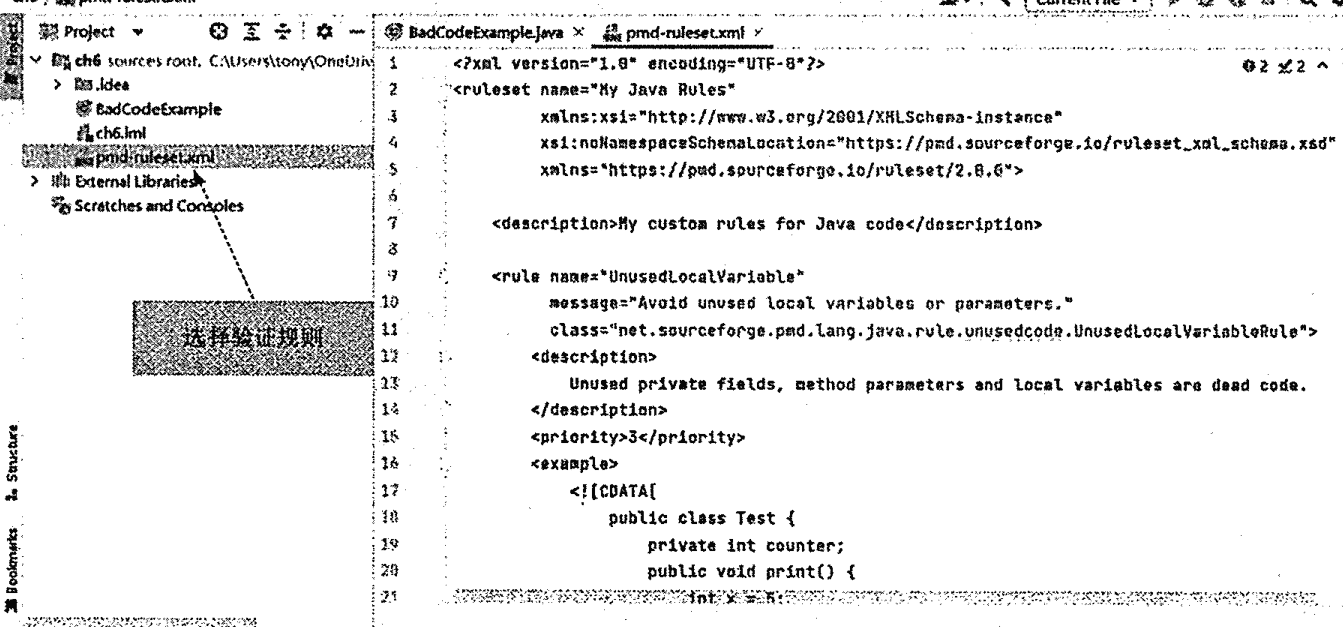 Project
BadCodeExample.java
pmd-ruleset.xml
ch6 sources root, C:\Users\tony\OneDriv
.idea
BadCodeExample
ch6.iml
pmd-ruleset.xml
External Libraries
Scratches and Consoles
选择验证规则
Project
Structure
Bookmarks
2 2
1 <?xml version="1.0" encoding="UTF-8"?>
2 <ruleset name="My Java Rules"
3 xmlns:xsi="http://www.w3.org/2001/XMLSchema-instance"
4 xsi:noNamespaceSchemaLocation="https://pmd.sourceforge.io/ruleset_xml_schema.xsd"
5 xmlns="https://pmd.sourceforge.io/ruleset/2.0.0">
6
7 <description>My custom rules for Java code</description>
8
9 <rule name="UnusedLocalVariable"
10 message="Avoid unused local variables or parameters."
11 class="net.sourceforge.pmd.lang.java.rule.unusedcode.UnusedLocalVariableRule">
12 <description>
13 Unused private fields, method parameters and local variables are dead code.
14 </description>
15 <priority>3</priority>
16 <example>
17 <![CDATA[
18 public class Test {
19 private int counter;
20 public void print() {
21 int x = 5;